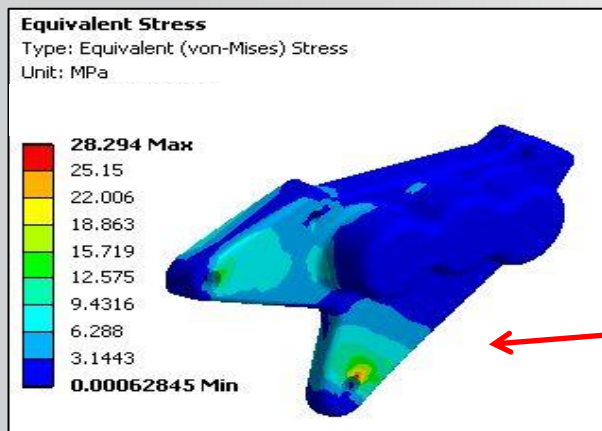 Equivalent Stress
Type: Equivalent (von-Mises) Stress
Unit: MPa
28.294 Max
25.15
22.006
18.863
15.719
12.575
9.4316
6.288
3.1443
0.00062845 Min